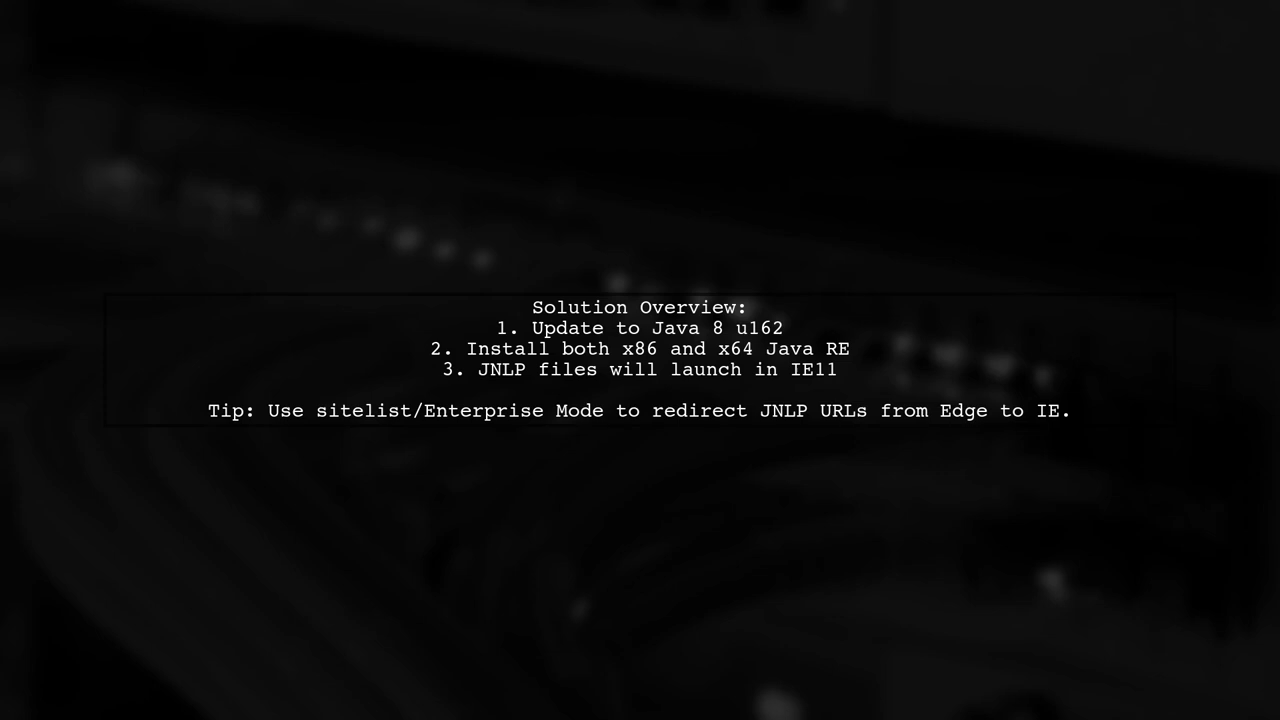 Solution Overview:
1. Update to Java 8 u162
2. Install both x86 and x64 Java RE
3. JNLP files will launch in IE11
Tip: Use sitelist/Enterprise Mode to redirect JNLP URLs from Edge to IE.